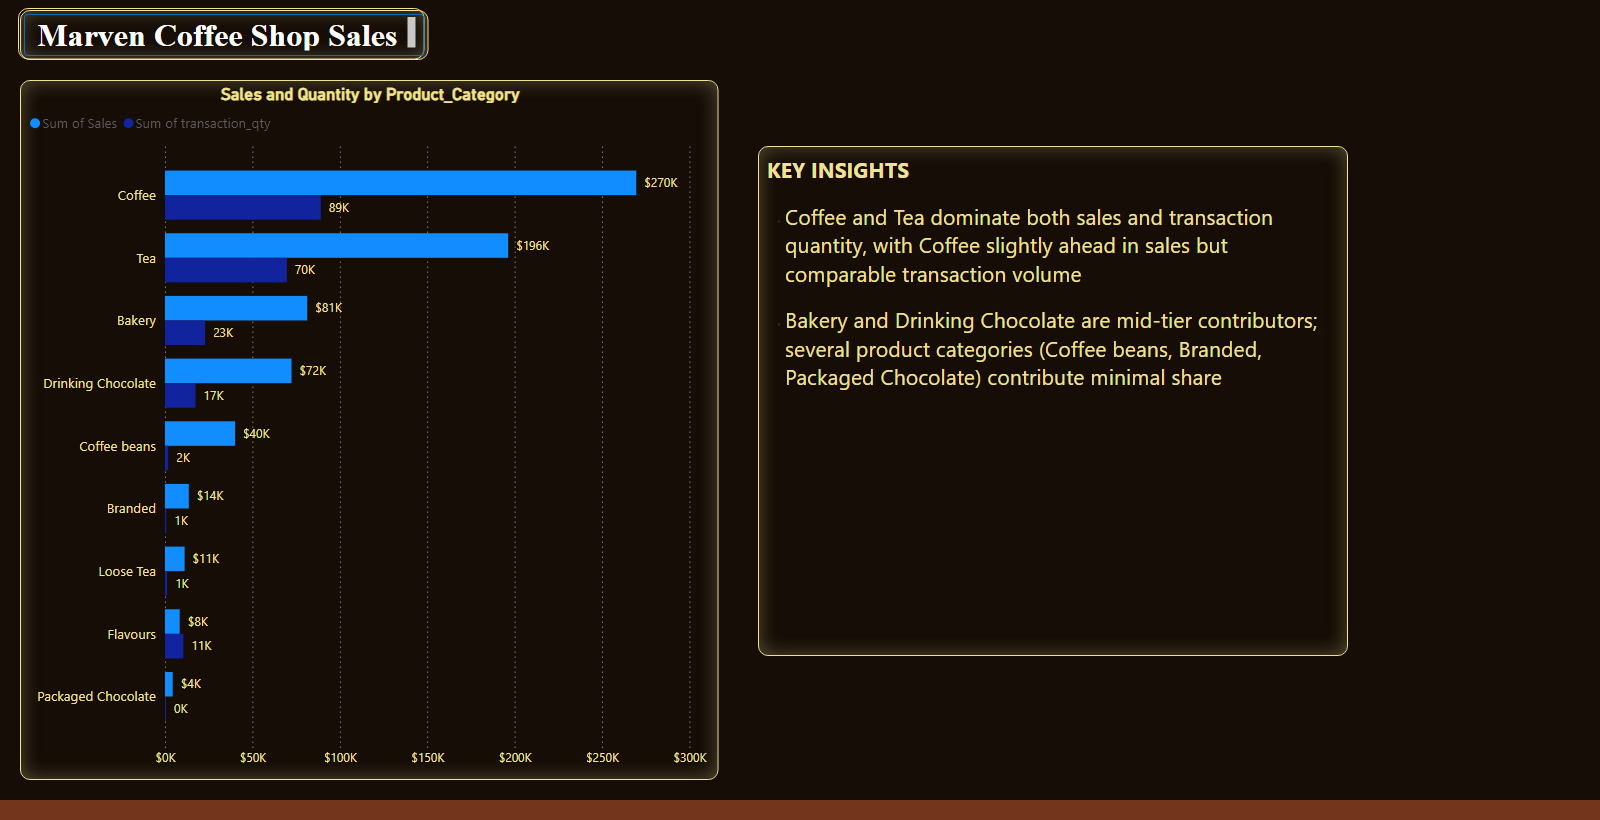 Marven Coffee Shop Sales
Sales and Quantity by Product_Category
Sum of Sales Sum of transaction_qty
Coffee $270K
89K
Tea $196K
70K
Bakery $81K
23K
Drinking Chocolate $72K
17K
Coffee beans $40K
2K
Branded $14K
1K
Loose Tea $11K
1K
Flavours $8K
11K
Packaged Chocolate $4K
0K
$0K $50K $100K $150K $200K $250K $300K
KEY INSIGHTS
Coffee and Tea dominate both sales and transaction
quantity, with Coffee slightly ahead in sales but
comparable transaction volume
Bakery and Drinking Chocolate are mid-tier contributors;
several product categories (Coffee beans, Branded,
Packaged Chocolate) contribute minimal share